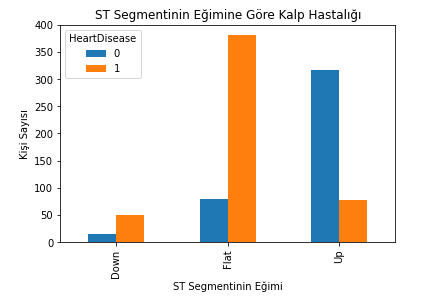 ST Segmentinin Eğimine Göre Kalp Hastalığı
HeartDisease
0
1
Kişi Sayısı
400
350
300
250
200
150
100
50
0
Down
Flat
Up
ST Segmentinin Eğimi